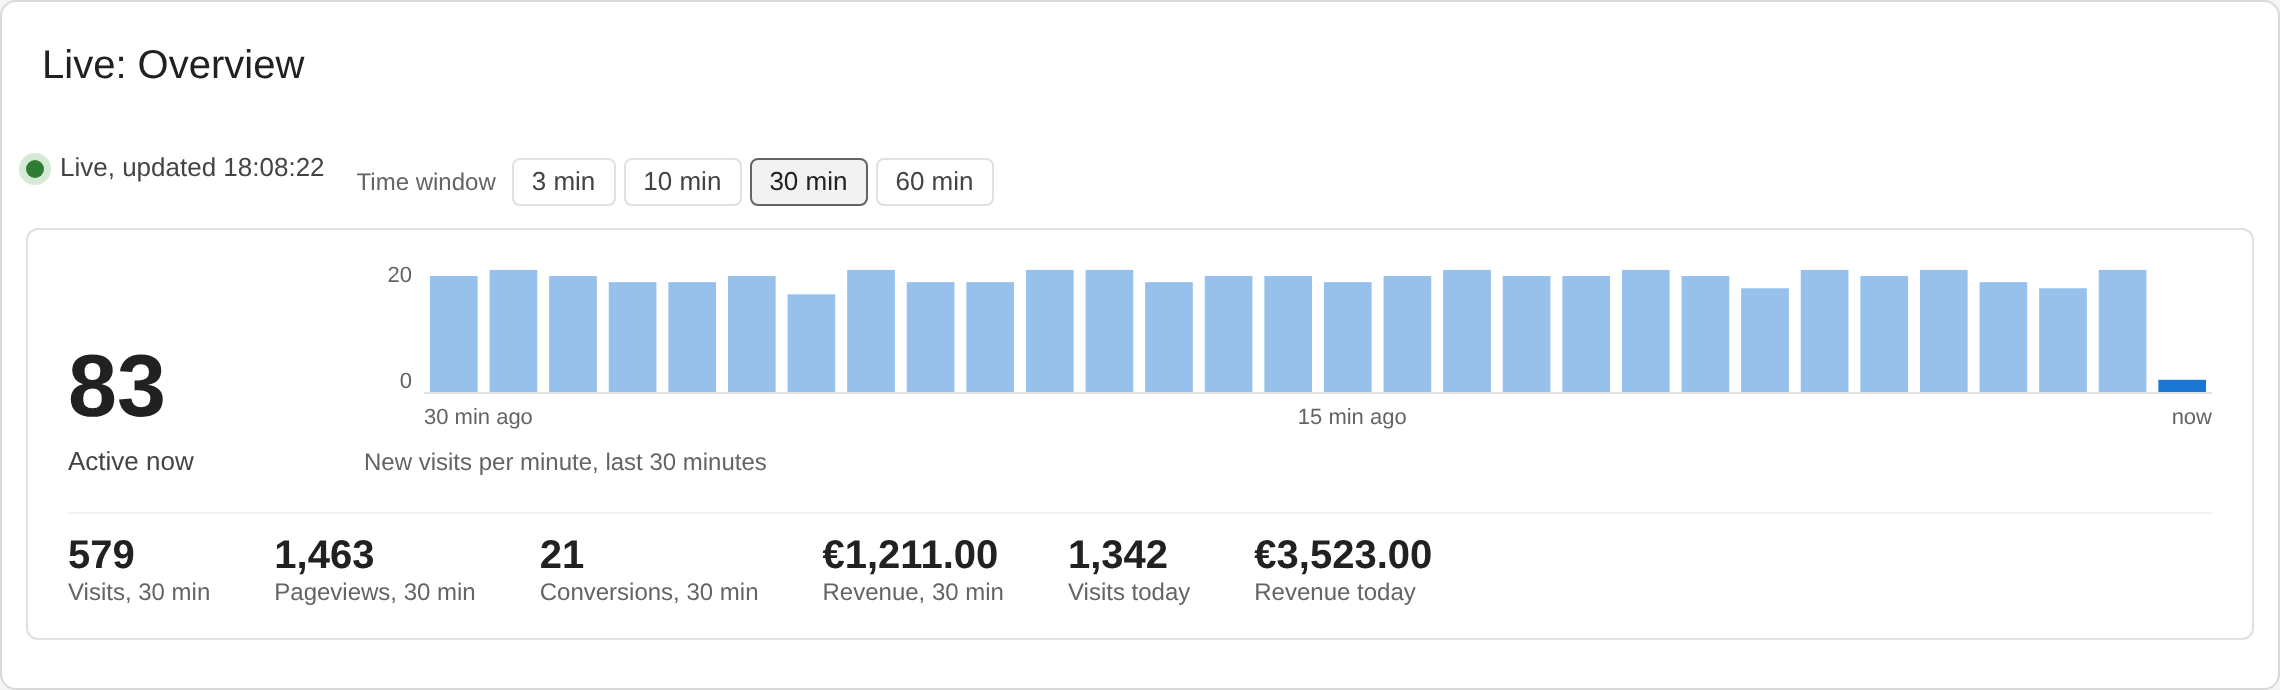 Live: Overview
Live, updated 18:08:22
Time window 3 min 10 min 30 min 60 min
20
0
30 min ago 15 min ago now
83
Active now
New visits per minute, last 30 minutes
579 1,463 21 €1,211.00 1,342 €3,523.00
Visits, 30 min Pageviews, 30 min Conversions, 30 min Revenue, 30 min Visits today Revenue today